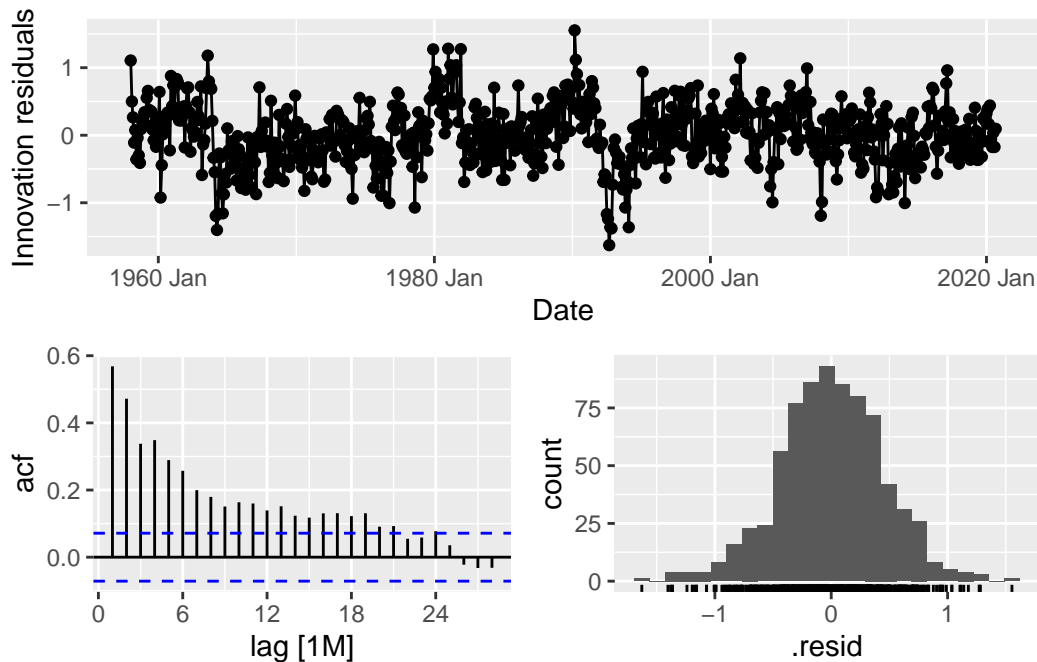 Innovation residuals
1
0
−1
1960 Jan
1980 Jan
2000 Jan
2020 Jan
Date
acf
0.6
0.4
0.2
0.0
0
6
12
18
24
lag [1M]
count
75
50
25
0
−1
0
1
.resid